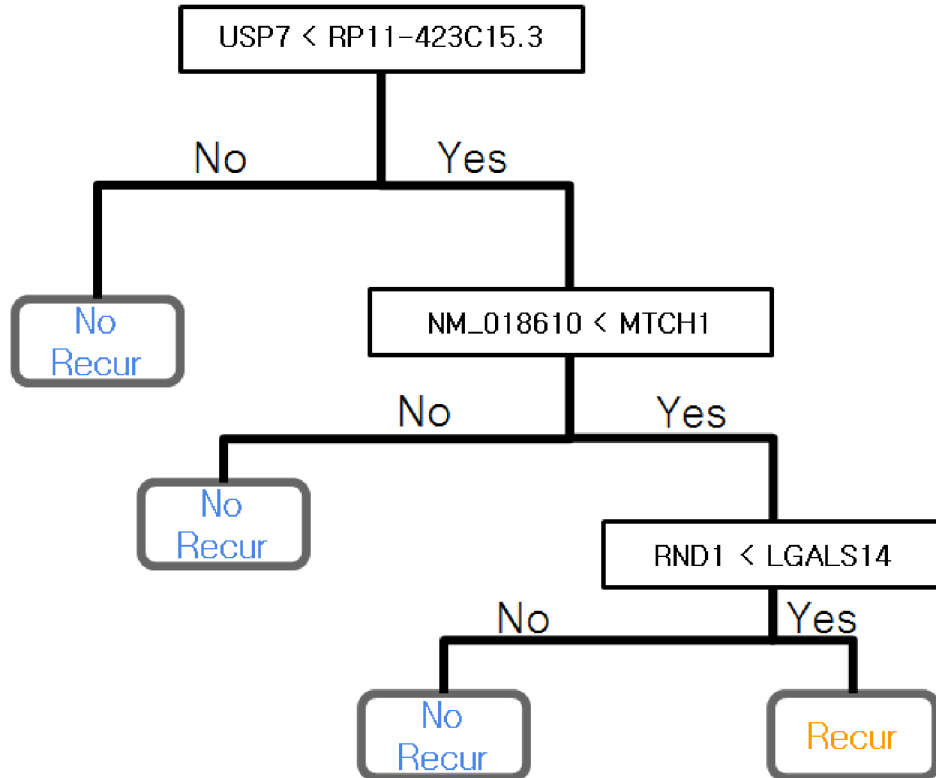 USP7 < RP11-423C15.3
No
Yes
No
Recur
NM_018610 < MTCH1
No
Yes
No
Recur
RND1 < LGALS14
No
Yes
No
Recur
Recur